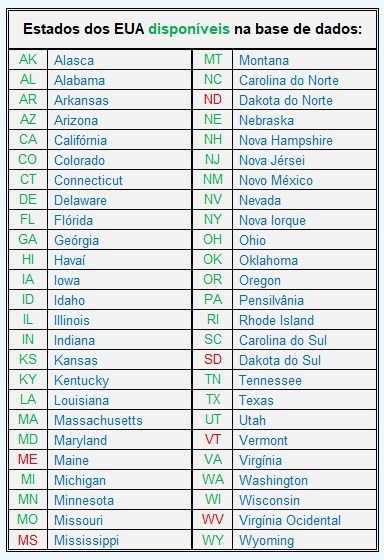 Estados dos EUA disponíveis na base de dados:
AK Alasca MT Montana
AL Alabama NC Carolina do Norte
AR Arkansas ND Dakota do Norte
AZ Arizona NE Nebraska
CA Califórnia NH Nova Hampshire
CO Colorado NJ Nova Jérsei
CT Connecticut NM Novo México
DE Delaware NV Nevada
FL Flórida NY Nova Iorque
GA Geórgia OH Ohio
HI Havaí OK Oklahoma
IA Iowa OR Oregon
ID Idaho PA Pensilvânia
IL Illinois RI Rhode Island
IN Indiana SC Carolina do Sul
KS Kansas SD Dakota do Sul
KY Kentucky TN Tennessee
LA Louisiana TX Texas
MA Massachusetts UT Utah
MD Maryland VT Vermont
ME Maine VA Virgínia
MI Michigan WA Washington
MN Minnesota WI Wisconsin
MO Missouri WV Virgínia Ocidental
MS Mississippi WY Wyoming